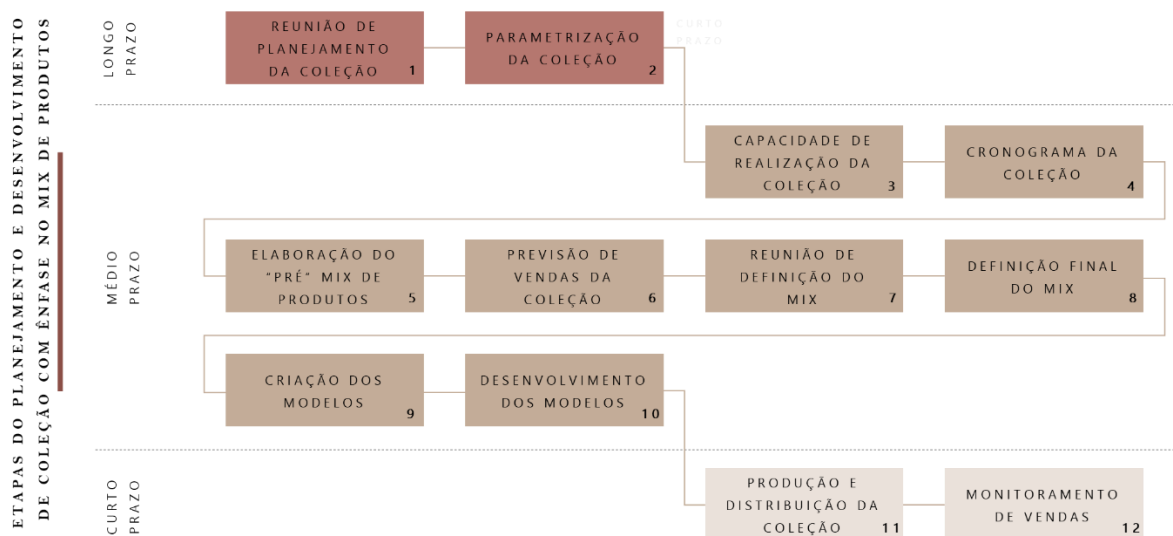 ETAPAS DO PLANEJAMENTO E DESENVOLVIMENTO
DE COLEÇÃO COM ÊNFASE NO MIX DE PRODUTOS
LONGO
PRAZO
REUNIÃO DE
PLANEJAMENTO
DA COLEÇÃO 1
PARAMETRIZAÇÃO
DA COLEÇÃO 2
CURTO
PRAZO
CAPACIDADE DE
REALIZAÇÃO DA
COLEÇÃO 3
CRONOGRAMA DA
COLEÇÃO 4
MÉDIO
PRAZO
ELABORAÇÃO DO
“PRÉ” MIX DE
PRODUTOS 5
PREVISÃO DE
VENDAS DA
COLEÇÃO 6
REUNIÃO DE
DEFINIÇÃO DO
MIX 7
DEFINIÇÃO FINAL
DO MIX 8
CRIAÇÃO DOS
MODELOS 9
DESENVOLVIMENTO
DOS MODELOS 10
CURTO
PRAZO
PRODUÇÃO E
DISTRIBUIÇÃO DA
COLEÇÃO 11
MONITORAMENTO
DE VENDAS 12